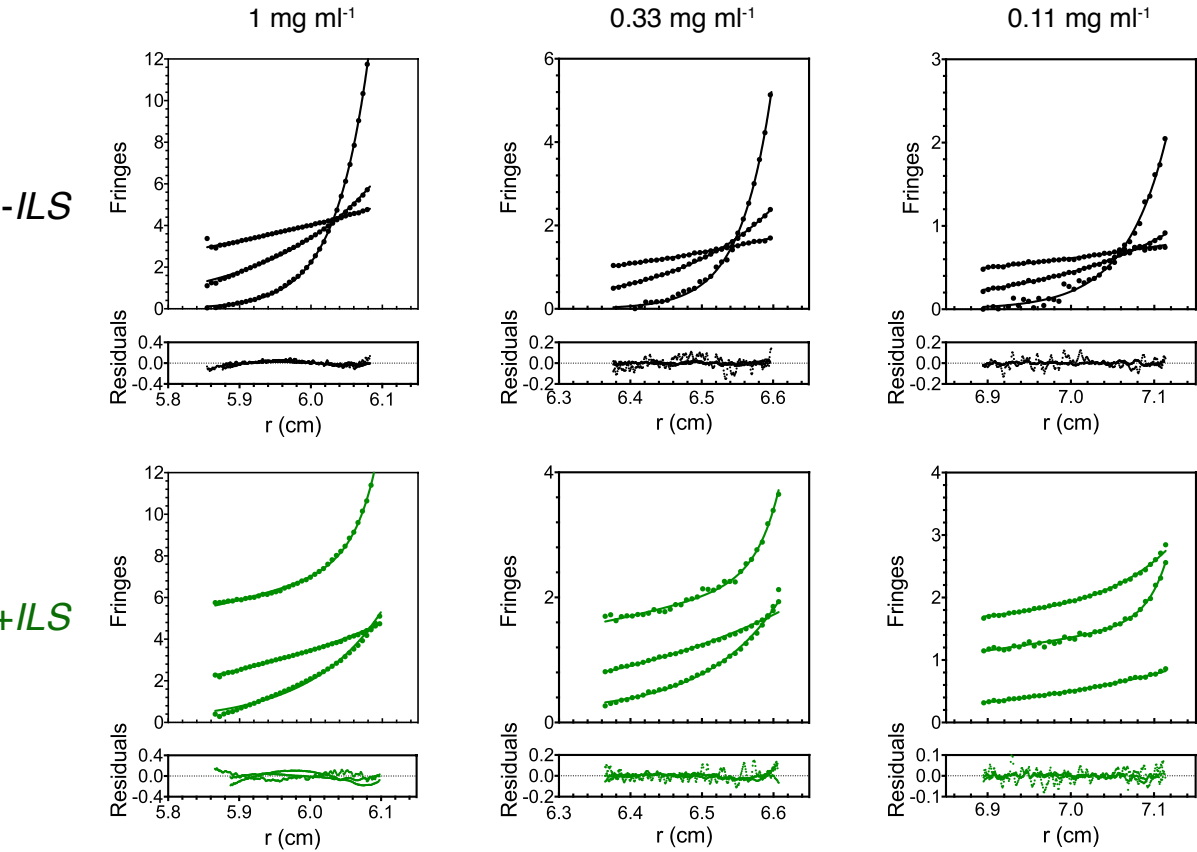 1 mg ml-1 0.33 mg ml-1 0.11 mg ml-1
-ILS
Fringes
12
10
8
6
4
2
0
Residuals
0.4
0.0
-0.4
5.8 5.9 6.0 6.1
r (cm)
Fringes
6
4
2
0
Residuals
0.2
0.0
-0.2
6.3 6.4 6.5 6.6
r (cm)
Fringes
3
2
1
0
Residuals
0.2
0.0
-0.2
6.9 7.0 7.1
r (cm)
+ILS
Fringes
12
10
8
6
4
2
0
Residuals
0.4
0.0
-0.4
5.8 5.9 6.0 6.1
r (cm)
Fringes
4
2
0
Residuals
0.2
0.0
-0.2
6.3 6.4 6.5 6.6
r (cm)
Fringes
4
3
2
1
0
Residuals
0.1
0.0
-0.1
6.9 7.0 7.1
r (cm)